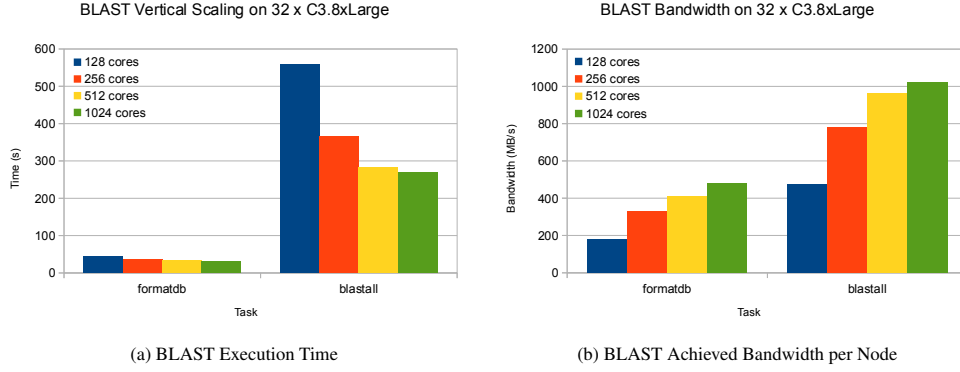 BLAST Vertical Scaling on 32 x C3.8xLarge
600
500
400
300
200
100
0
Time (s)
128 cores
256 cores
512 cores
1024 cores
formatdb
blastall
Task
(a) BLAST Execution Time
BLAST Bandwidth on 32 x C3.8xLarge
1200
1000
800
600
400
200
0
Bandwidth (MB/s)
128 cores
256 cores
512 cores
1024 cores
formatdb
blastall
Task
(b) BLAST Achieved Bandwidth per Node